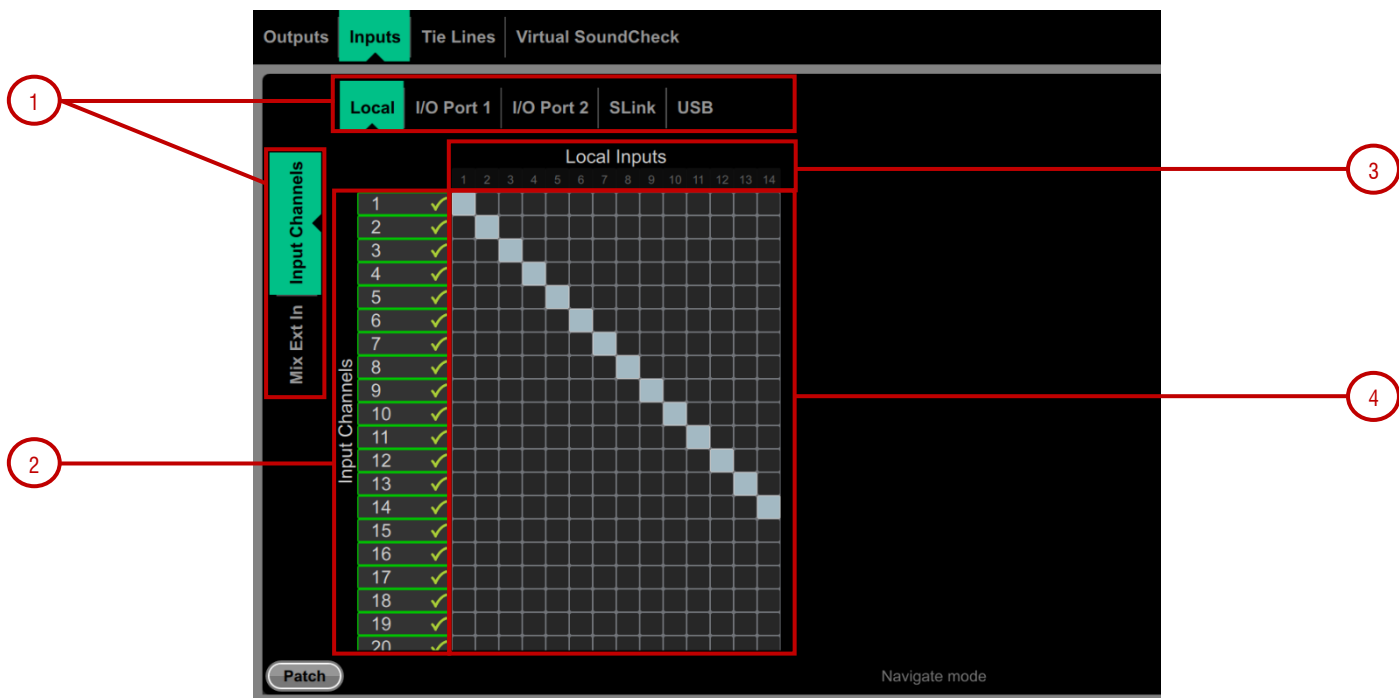 Outputs Inputs Tie Lines Virtual SoundCheck
1
Local I/O Port 1 I/O Port 2 SLink USB
Local Inputs
3
1 2 3 4 5 6 7 8 9 10 11 12 13 14
Input Channels
Mix Ext In
Input Channels
1
2
3
4
5
6
7
8
9
10
11
12
13
14
15
16
17
18
19
20
4
2
Patch
Navigate mode